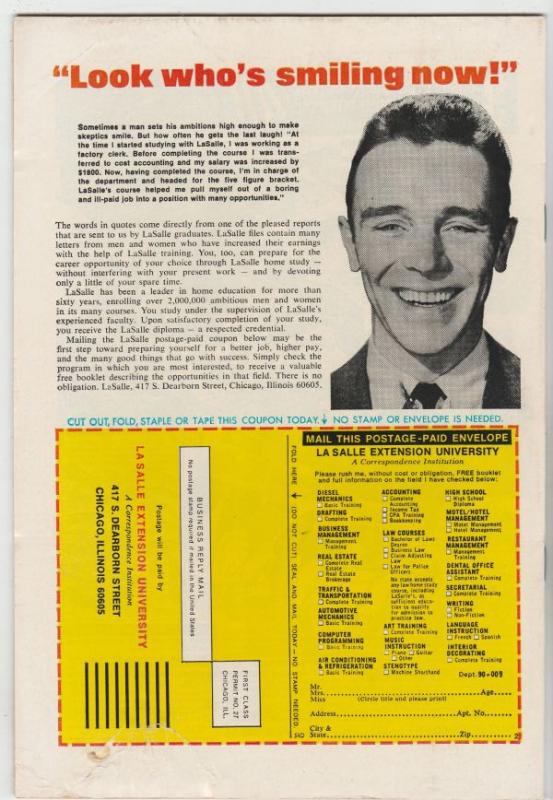 “Look who’s smiling now!”
Sometimes a man sets his ambitions high enough to make
skeptics smile. But how often he gets the last laugh! “At
the time I started studying with LaSalle, I was working as a
factory clerk. Before completing the course I was trans-
ferred to cost accounting and my salary was increased by
$1800. Now, having completed the course, I’m in charge of
the department and headed for the five figure bracket.
LaSalle’s course helped me pull myself out of a boring
and ill-paid job into a position with many opportunities.”
The words in quotes come directly from one of the pleased reports
that are sent to us by LaSalle graduates. LaSalle files contain many
letters from men and women who have increased their earnings
with the help of LaSalle training. You, too, can prepare for the
career opportunity of your choice through LaSalle home study —
without interfering with your present work — and by devoting
only a little of your spare time.
LaSalle has been a leader in home education for more than
sixty years, enrolling over 2,000,000 ambitious men and women
in its many courses. You study under the supervision of LaSalle’s
experienced faculty. Upon satisfactory completion of your study,
you receive the LaSalle diploma — a respected credential.
Mailing the LaSalle postage-paid coupon below may be the
first step toward preparing yourself for a better job, higher pay,
and the many good things that go with success. Simply check the
program in which you are most interested, to receive a valuable
free booklet describing the opportunities in that field. There is no
obligation. LaSalle, 417 S. Dearborn Street, Chicago, Illinois 60605.
CUT OUT, FOLD, STAPLE OR TAPE THIS COUPON TODAY. NO STAMP OR ENVELOPE IS NEEDED.
BUSINESS REPLY MAIL
No postage stamp required if mailed in the United States
Postage will be paid by
LA SALLE EXTENSION UNIVERSITY
A Correspondence Institution
417 S. DEARBORN STREET
CHICAGO, ILLINOIS 60605
FIRST CLASS
PERMIT NO. 27
CHICAGO, ILL.
FOLD HERE (DO NOT CUT) SEAL AND MAIL TODAY — NO STAMP NEEDED.
MAIL THIS POSTAGE-PAID ENVELOPE
LA SALLE EXTENSION UNIVERSITY
A Correspondence Institution
Please rush me, without cost or obligation, FREE booklet
and full information on the field I have checked below:
DIESEL
MECHANICS
Basic Training
DRAFTING
Complete Training
BUSINESS
MANAGEMENT
Management
Training
REAL ESTATE
Complete Real
Estate
Real Estate
Brokerage
TRAFFIC &
TRANSPORTATION
Complete Training
AUTOMOTIVE
MECHANICS
Basic Training
COMPUTER
PROGRAMMING
Basic Training
AIR CONDITIONING
& REFRIGERATION
Basic Training
ACCOUNTING
Complete
Accounting
Income Tax
CPA Training
Bookkeeping
LAW COURSES
Bachelor of Laws
Degree
Business Law
Claim Adjusting
Law
Law for Police
Officers
No state accepts
any law home study
course, including
LaSalle’s, as
sufficient educa-
tion to qualify
for admission to
practice law.
ART TRAINING
Complete Training
MUSIC
INSTRUCTION
Piano Guitar
Other
STENOTYPE
Machine Shorthand
HIGH SCHOOL
High School
Diploma
MOTEL/HOTEL
MANAGEMENT
Motel Management
Hotel Management
RESTAURANT
MANAGEMENT
Management
Training
DENTAL OFFICE
ASSISTANT
Complete Training
SECRETARIAL
Complete Training
WRITING
Fiction
Non-Fiction
LANGUAGE
INSTRUCTION
French Spanish
INTERIOR
DECORATING
Complete Training
Dept. 90-009
Mr.
Mrs. Age
Miss (Circle title and please print)
Address Apt. No.
City &
State Zip